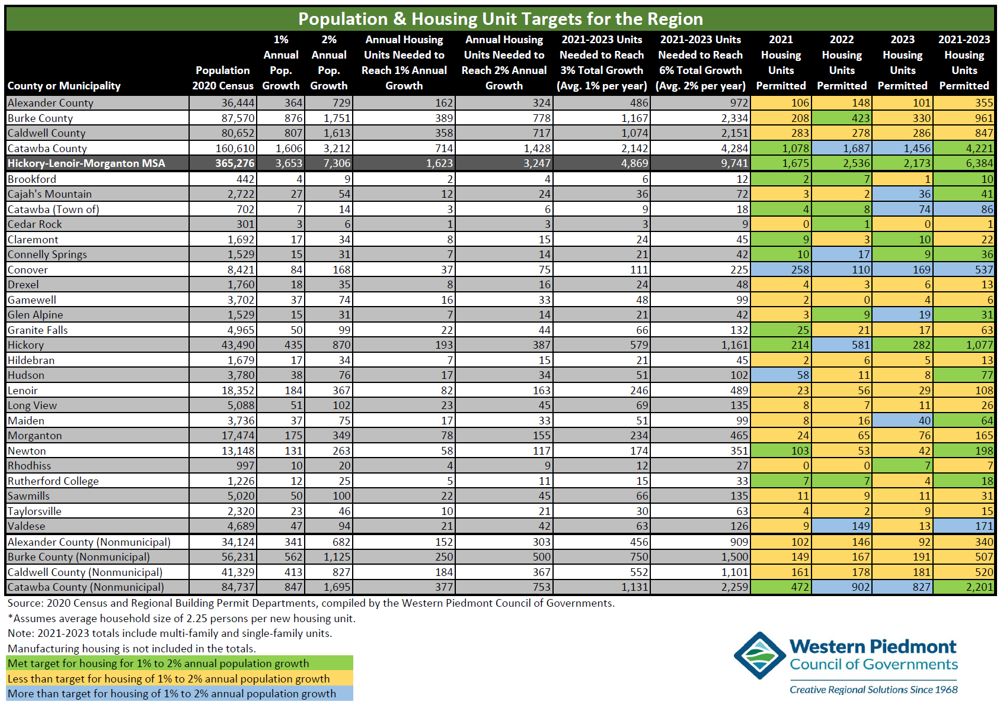 Population & Housing Unit Targets for the Region
County or Municipality | Population 2020 Census | 1% Annual Pop. Growth | 2% Annual Pop. Growth | Annual Housing Units Needed to Reach 1% Annual Growth | Annual Housing Units Needed to Reach 2% Annual Growth | 2021-2023 Units Needed to Reach 3% Total Growth (Avg. 1% per year) | 2021-2023 Units Needed to Reach 6% Total Growth (Avg. 2% per year) | 2021 Housing Units Permitted | 2022 Housing Units Permitted | 2023 Housing Units Permitted | 2021-2023 Housing Units Permitted
Alexander County 36,444 364 729 162 324 486 972 106 148 101 355
Burke County 87,570 876 1,751 389 778 1,167 2,334 208 423 330 961
Caldwell County 80,652 807 1,613 358 717 1,074 2,151 283 278 286 847
Catawba County 160,610 1,606 3,212 714 1,428 2,142 4,284 1,078 1,687 1,456 4,221
Hickory-Lenoir-Morganton MSA 365,276 3,653 7,306 1,623 3,247 4,869 9,741 1,675 2,536 2,173 6,384
Brookford 442 4 9 2 4 6 12 2 7 1 10
Cajah's Mountain 2,722 27 54 12 24 36 72 3 2 36 41
Catawba (Town of) 702 7 14 3 6 9 18 4 8 74 86
Cedar Rock 301 3 6 1 3 3 9 0 1 0 1
Claremont 1,692 17 34 8 15 24 45 9 3 10 22
Connelly Springs 1,529 15 31 7 14 21 42 10 17 9 36
Conover 8,421 84 168 37 75 111 225 258 110 169 537
Drexel 1,760 18 35 8 16 24 48 4 3 6 13
Gamewell 3,702 37 74 16 33 48 99 2 0 4 6
Glen Alpine 1,529 15 31 7 14 21 42 3 9 19 31
Granite Falls 4,965 50 99 22 44 66 132 25 21 17 63
Hickory 43,490 435 870 193 387 579 1,161 214 581 282 1,077
Hildebran 1,679 17 34 7 15 21 45 2 6 5 13
Hudson 3,780 38 76 17 34 51 102 58 11 8 77
Lenoir 18,352 184 367 82 163 246 489 23 56 29 108
Long View 5,088 51 102 23 45 69 135 8 7 11 26
Maiden 3,736 37 75 17 33 51 99 8 16 40 64
Morganton 17,474 175 349 78 155 234 465 24 65 76 165
Newton 13,148 131 263 58 117 174 351 103 53 42 198
Rhodhiss 997 10 20 4 9 12 27 0 0 7 7
Rutherford College 1,226 12 25 5 11 15 33 7 7 4 18
Sawmills 5,020 50 100 22 45 66 135 11 9 11 31
Taylorsville 2,320 23 46 10 21 30 63 4 2 9 15
Valdese 4,689 47 94 21 42 63 126 9 149 13 171
Alexander County (Nonmunicipal) 34,124 341 682 152 303 456 909 102 146 92 340
Burke County (Nonmunicipal) 56,231 562 1,125 250 500 750 1,500 149 167 191 507
Caldwell County (Nonmunicipal) 41,329 413 827 184 367 552 1,101 161 178 181 520
Catawba County (Nonmunicipal) 84,737 847 1,695 377 753 1,131 2,259 472 902 827 2,201
Source: 2020 Census and Regional Building Permit Departments, compiled by the Western Piedmont Council of Governments.
*Assumes average household size of 2.25 persons per new housing unit.
Note: 2021-2023 totals include multi-family and single-family units.
Manufacturing housing is not included in the totals.
Met target for housing for 1% to 2% annual population growth
Less than target for housing of 1% to 2% annual population growth
More than target for housing of 1% to 2% annual population growth
Western Piedmont
Council of Governments
Creative Regional Solutions Since 1968